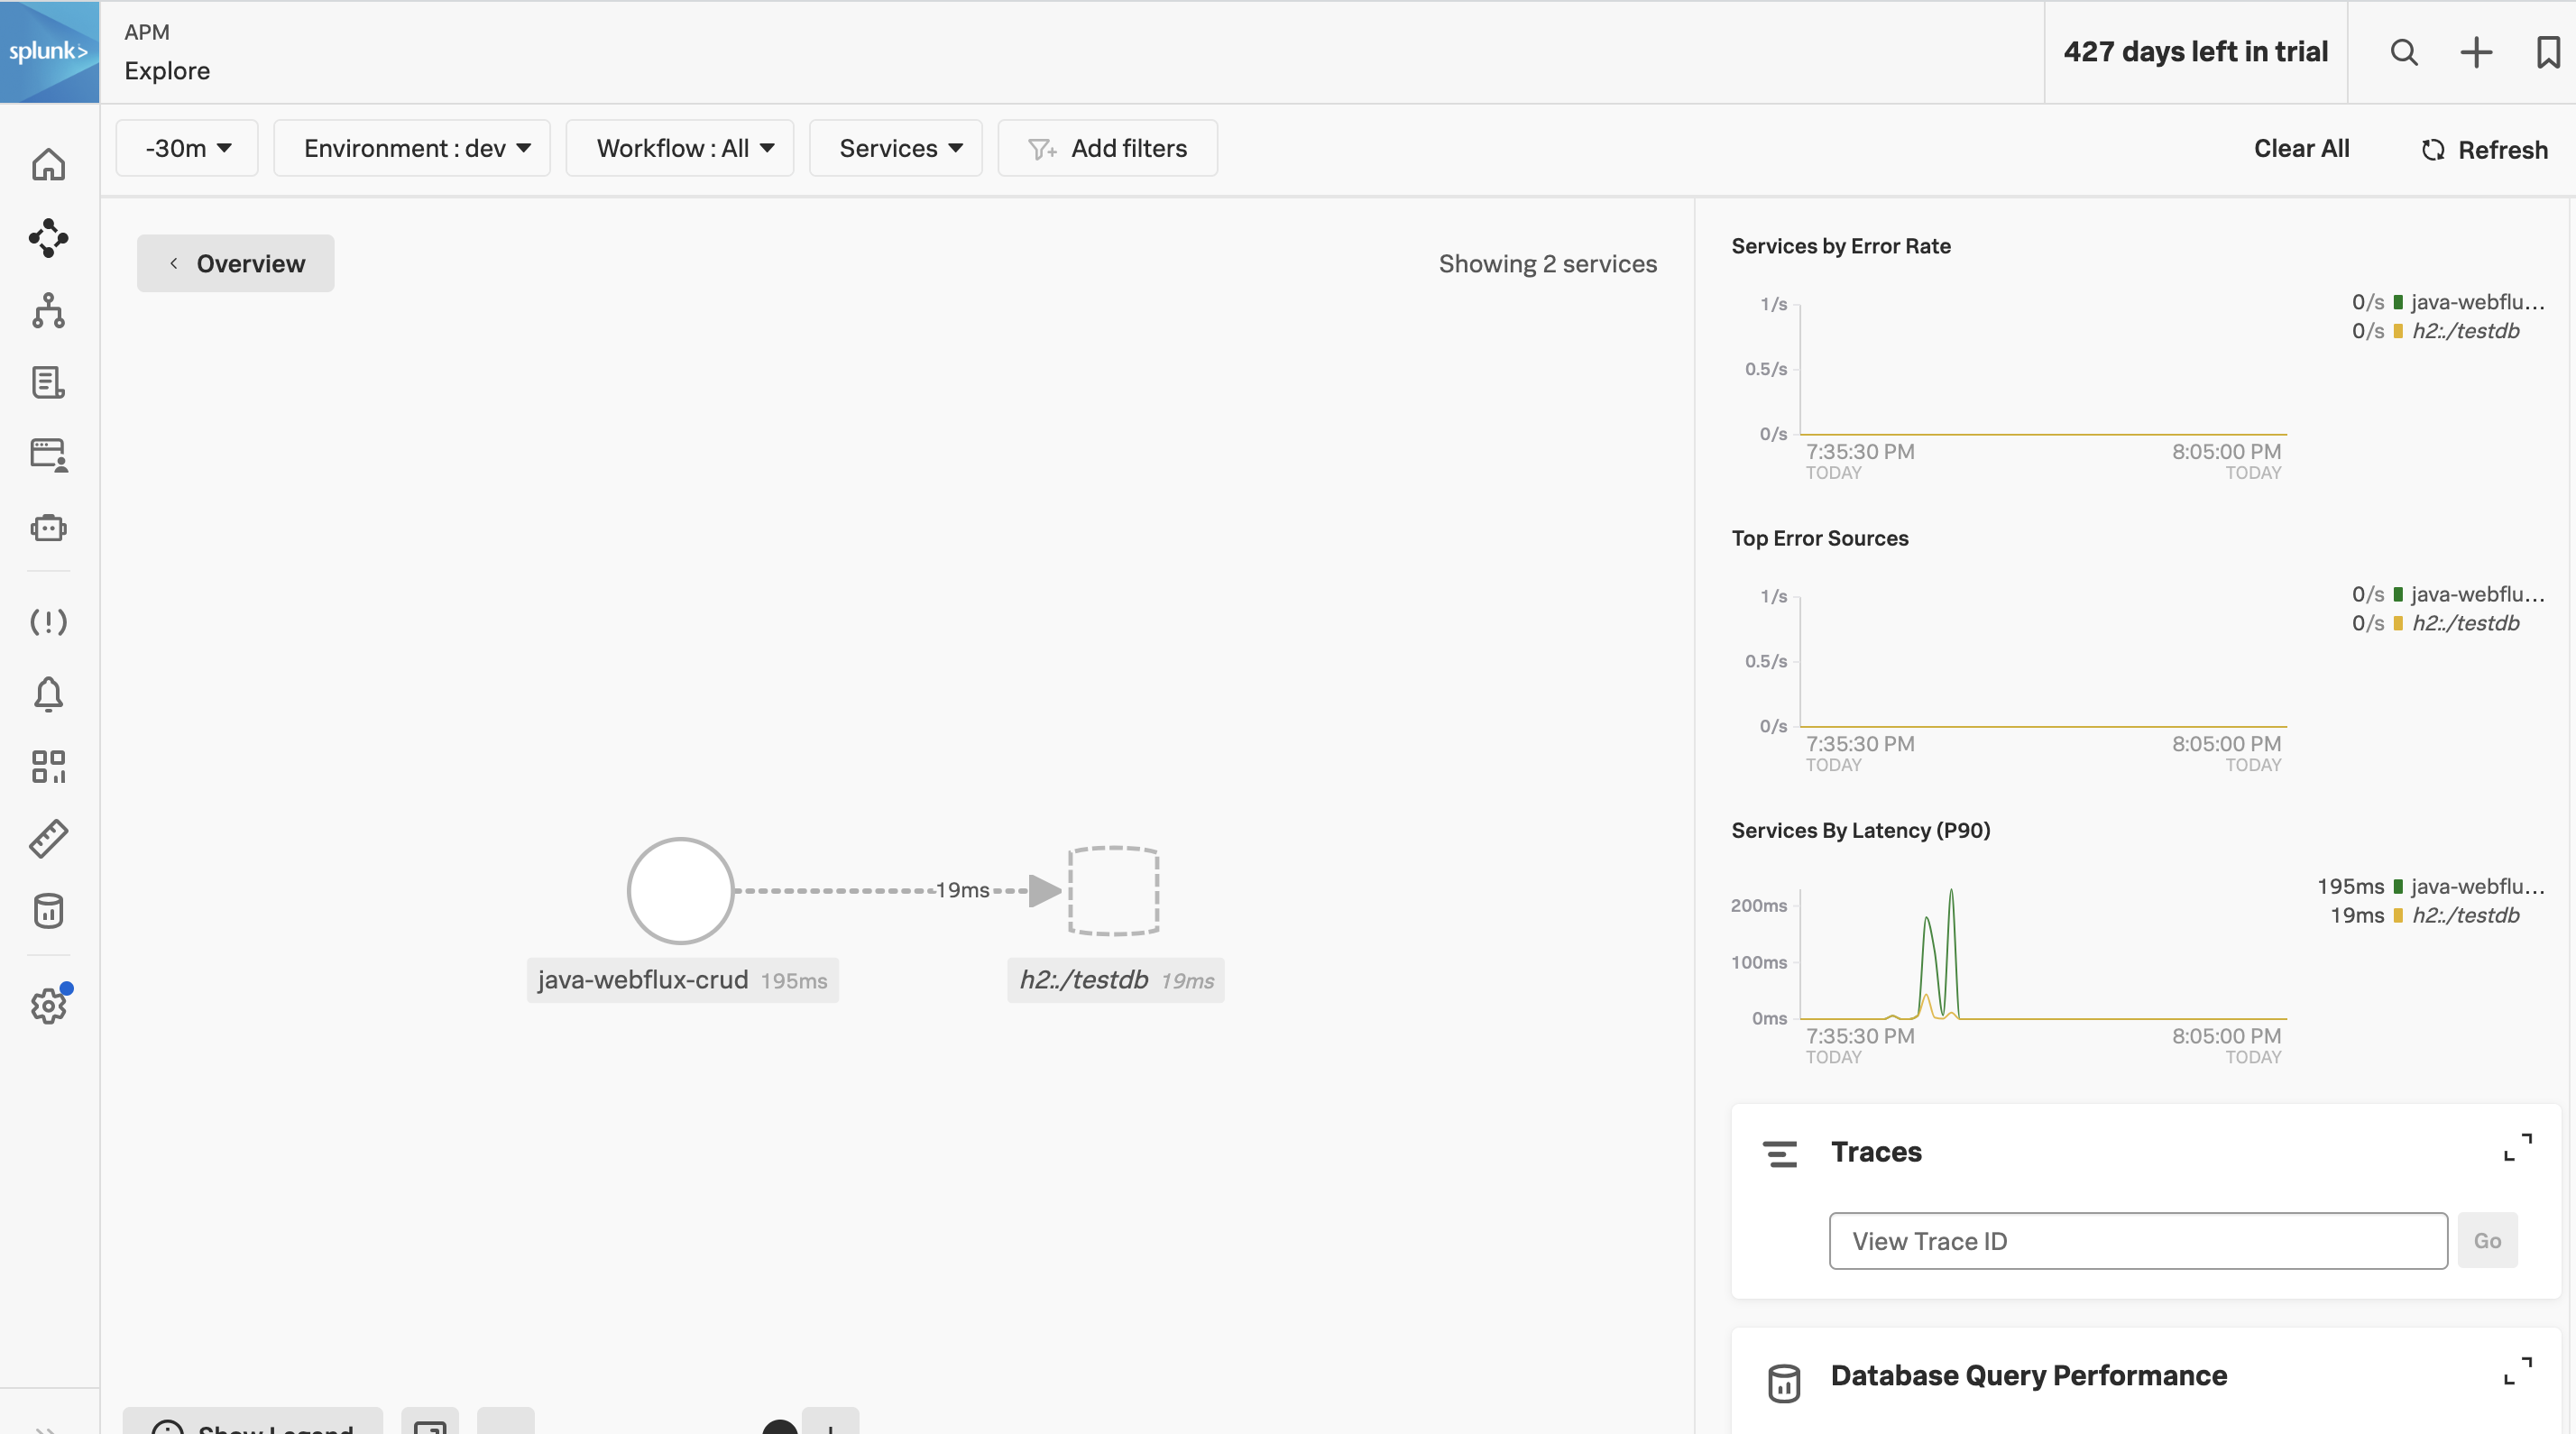 splunk>
APM
Explore
427 days left in trial
-30m
Environment : dev
Workflow : All
Services
Add filters
Clear All
Refresh
Overview
Showing 2 services
19ms
java-webflux-crud 195ms
h2:./testdb 19ms
Show Legend
Services by Error Rate
1/s
0.5/s
0/s
7:35:30 PM
TODAY
8:05:00 PM
TODAY
0/s java-webflu...
0/s h2:./testdb
Top Error Sources
1/s
0.5/s
0/s
7:35:30 PM
TODAY
8:05:00 PM
TODAY
0/s java-webflu...
0/s h2:./testdb
Services By Latency (P90)
200ms
100ms
0ms
7:35:30 PM
TODAY
8:05:00 PM
TODAY
195ms java-webflu...
19ms h2:./testdb
Traces
View Trace ID
Go
Database Query Performance